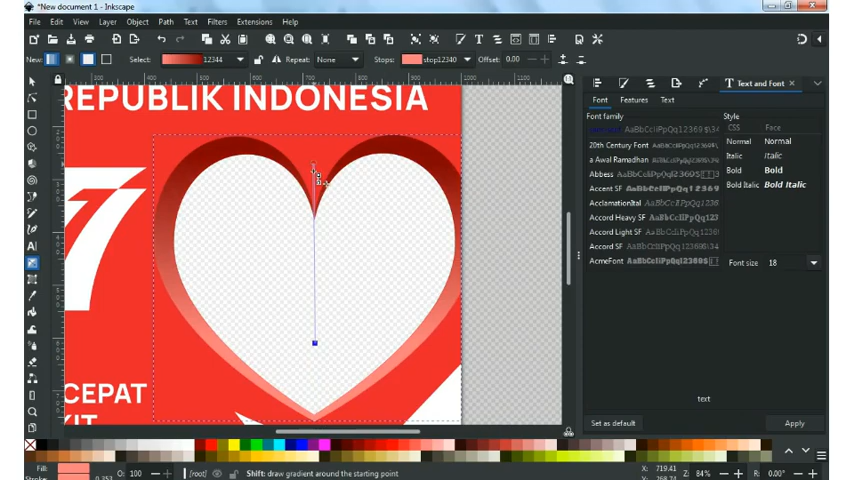 *New document 1 - Inkscape
File Edit View Layer Object Path Text Filters Extensions Help
New: Select: 12344 Repeat: None Stops: stop12340 Offset: 0.00
Text and Font
Font Features Text
Font family Style
CSS Face
20th Century Font Normal Normal
a Awal Ramadhan Italic Italic
Abbess Bold Bold
Accent SF Bold Italic Bold Italic
AcclamationItal
Accord Heavy SF
Accord Light SF
Accord SF
AcmeFont Font size 18
REPUBLIK INDONESIA
7
CEPAT
text
Set as default Apply
Fill: O: 100 [root] Shift: draw gradient around the starting point X: 719.41 Z: 84% R: 0.00°
Stroke: 0.353